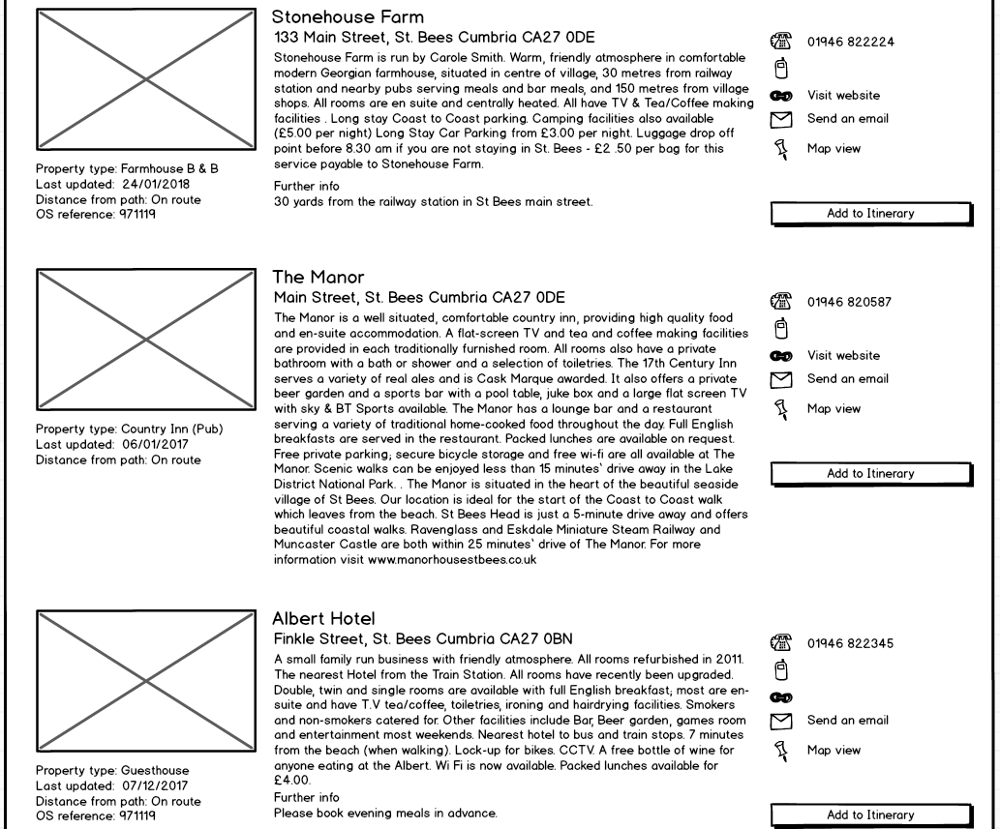 Stonehouse Farm
133 Main Street, St. Bees Cumbria CA27 0DE
Stonehouse Farm is run by Carole Smith. Warm, friendly atmosphere in comfortable
modern Georgian farmhouse, situated in centre of village, 30 metres from railway
station and nearby pubs serving meals and bar meals, and 150 metres from village
shops. All rooms are en suite and centrally heated. All have TV & Tea/Coffee making
facilities . Long stay Coast to Coast parking. Camping facilities also available
(£5.00 per night) Long Stay Car Parking from £3.00 per night. Luggage drop off
point before 8.30 am if you are not staying in St. Bees - £2 .50 per bag for this
service payable to Stonehouse Farm.
Further info
30 yards from the railway station in St Bees main street.
Property type: Farmhouse B & B
Last updated: 24/01/2018
Distance from path: On route
OS reference: 971119
01946 822224
Visit website
Send an email
Map view
Add to Itinerary
The Manor
Main Street, St. Bees Cumbria CA27 0DE
The Manor is a well situated, comfortable country inn, providing high quality food
and en-suite accommodation. A flat-screen TV and tea and coffee making facilities
are provided in each traditionally furnished room. All rooms also have a private
bathroom with a bath or shower and a selection of toiletries. The 17th Century Inn
serves a variety of real ales and is Cask Marque awarded. It also offers a private
beer garden and a sports bar with a pool table, juke box and a large flat screen TV
with sky & BT Sports available. The Manor has a lounge bar and a restaurant
serving a variety of traditional home-cooked food throughout the day. Full English
breakfasts are served in the restaurant. Packed lunches are available on request.
Free private parking; secure bicycle storage and free wi-fi are all available at The
Manor. Scenic walks can be enjoyed less than 15 minutes` drive away in the Lake
District National Park. . The Manor is situated in the heart of the beautiful seaside
village of St Bees. Our location is ideal for the start of the Coast to Coast walk
which leaves from the beach. St Bees Head is just a 5-minute drive away and offers
beautiful coastal walks. Ravenglass and Eskdale Miniature Steam Railway and
Muncaster Castle are both within 25 minutes` drive of The Manor. For more
information visit www.manorhousestbees.co.uk
Property type: Country Inn (Pub)
Last updated: 06/01/2017
Distance from path: On route
01946 820587
Visit website
Send an email
Map view
Add to Itinerary
Albert Hotel
Finkle Street, St. Bees Cumbria CA27 0BN
A small family run business with friendly atmosphere. All rooms refurbished in 2011.
The nearest Hotel from the Train Station. All rooms have recently been upgraded.
Double, twin and single rooms are available with full English breakfast; most are en-
suite and have T.V tea/coffee, toiletries, ironing and hairdrying facilities. Smokers
and non-smokers catered for. Other facilities include Bar, Beer garden, games room
and entertainment most weekends. Nearest hotel to bus and train stops. 7 minutes
from the beach (when walking). Lock-up for bikes. CCTV. A free bottle of wine for
anyone eating at the Albert. Wi Fi is now available. Packed lunches available for
£4.00.
Further info
Please book evening meals in advance.
Property type: Guesthouse
Last updated: 07/12/2017
Distance from path: On route
OS reference: 971119
01946 822345
Send an email
Map view
Add to Itinerary